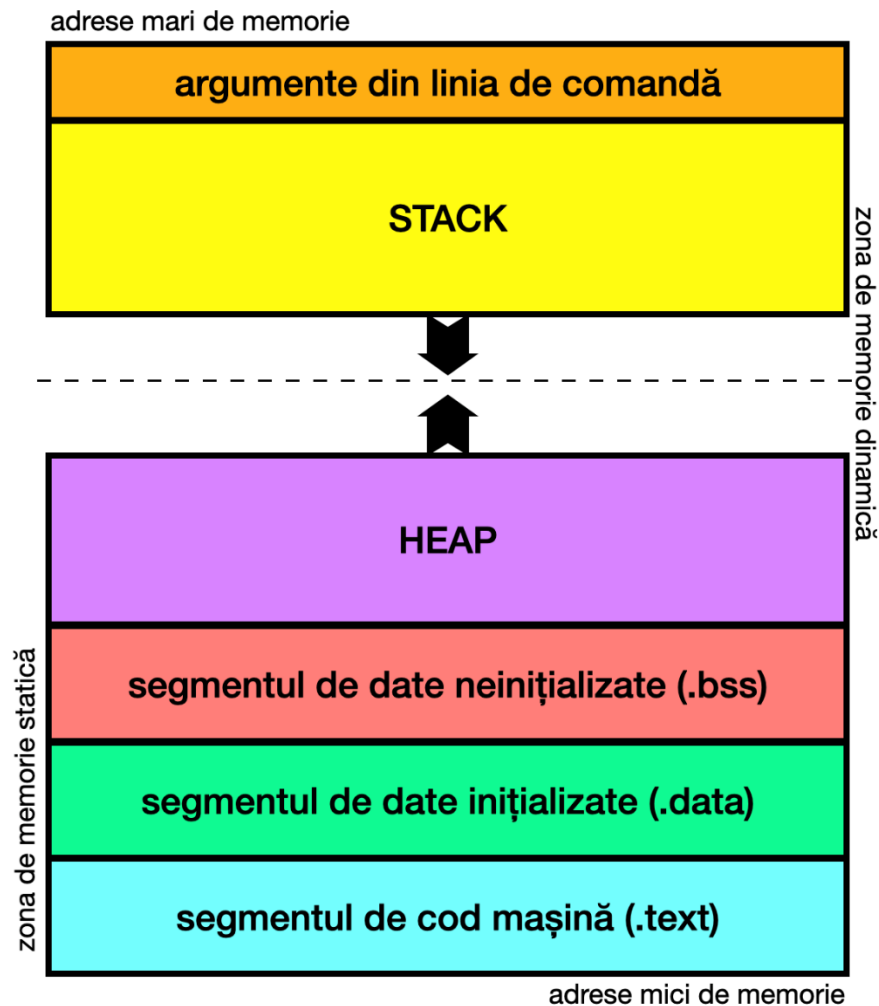 adrese mari de memorie
argumente din linia de comandă
STACK
zona de memorie dinamică
HEAP
segmentul de date neinițializate (.bss)
zona de memorie statică
segmentul de date inițializate (.data)
segmentul de cod mașină (.text)
adrese mici de memorie